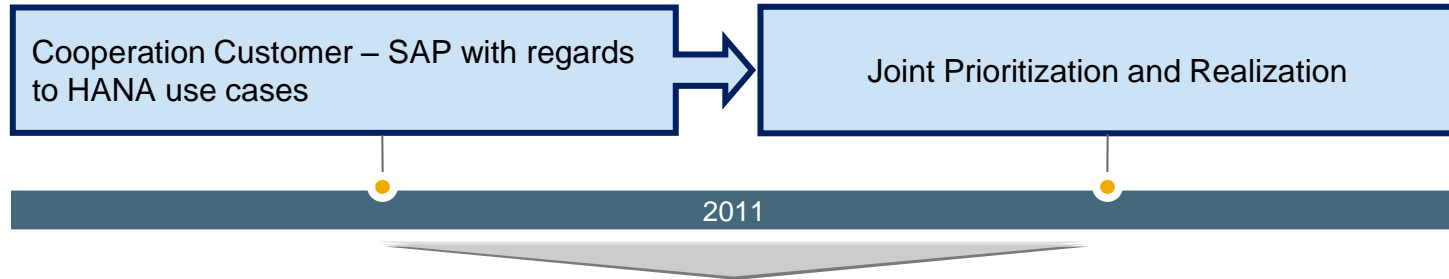 Cooperation Customer – SAP with regards
to HANA use cases
Joint Prioritization and Realization
2011